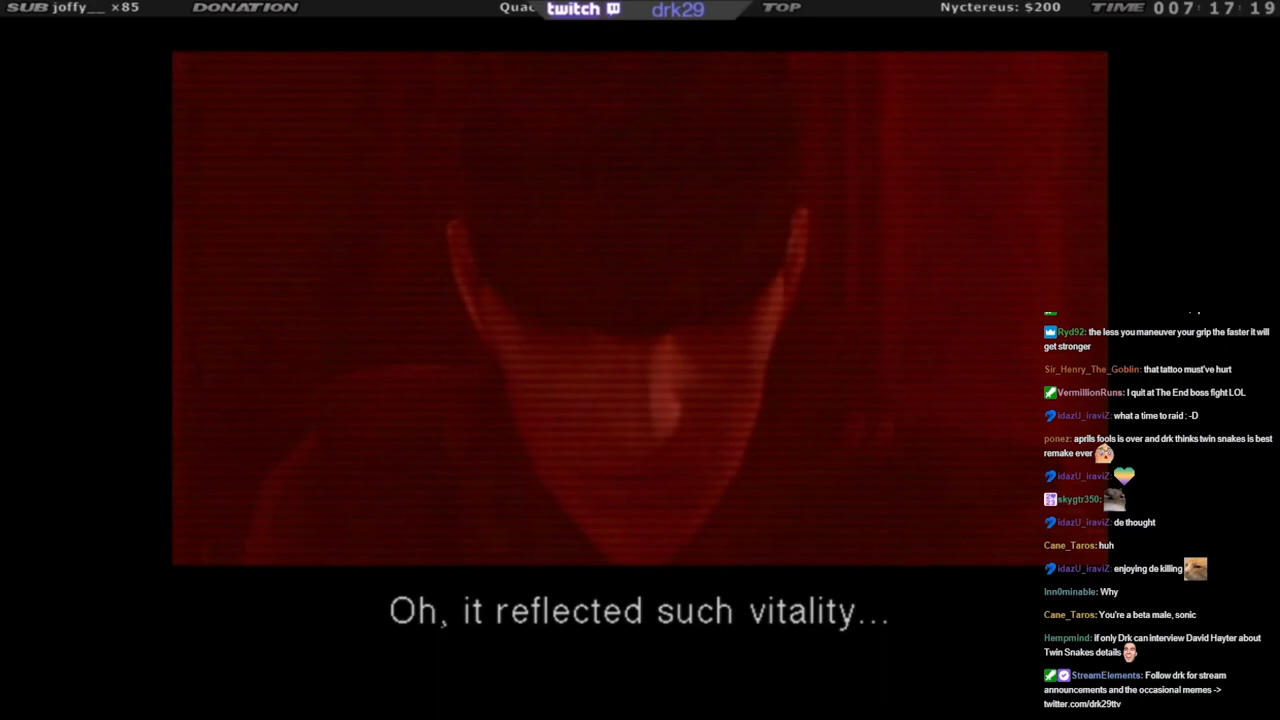 SUB joffy__ ×85 DONATION Quac twitch drk29 TOP Nyctereus: $200 TIME 007:17:19
Ryd92: the less you maneuver your grip the faster it will
get stronger
Sir_Henry_The_Goblin: that tattoo must've hurt
VermillionRuns: I quit at The End boss fight LOL
idazU_iraviZ: what a time to raid : -D
ponez: aprils fools is over and drk thinks twin snakes is best
remake ever
idazU_iraviZ:
skygtr350:
idazU_iraviZ: de thought
Cane_Taros: huh
idazU_iraviZ: enjoying de killing
Inn0minable: Why
Cane_Taros: You're a beta male, sonic
Hempmind: if only Drk can interview David Hayter about
Twin Snakes details
StreamElements: Follow drk for stream
announcements and the occasional memes ->
twitter.com/drk29ttv
Oh, it reflected such vitality...